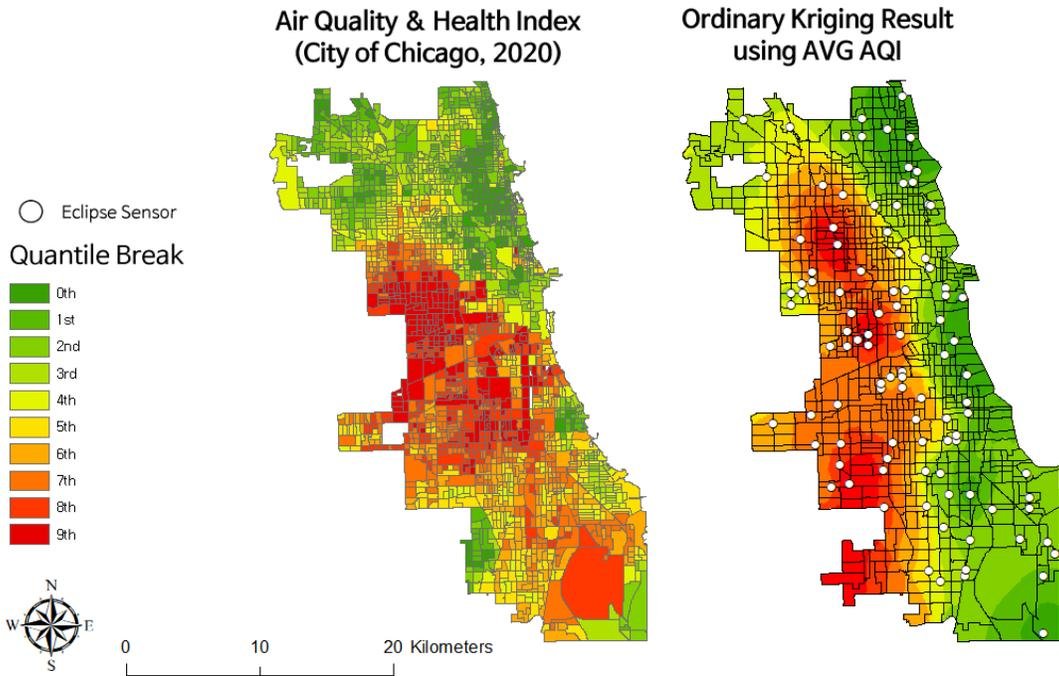 Air Quality & Health Index
(City of Chicago, 2020)
Ordinary Kriging Result
using AVG AQI
Eclipse Sensor
Quantile Break
0th
1st
2nd
3rd
4th
5th
6th
7th
8th
9th
N
W E
S
0 10 20 Kilometers